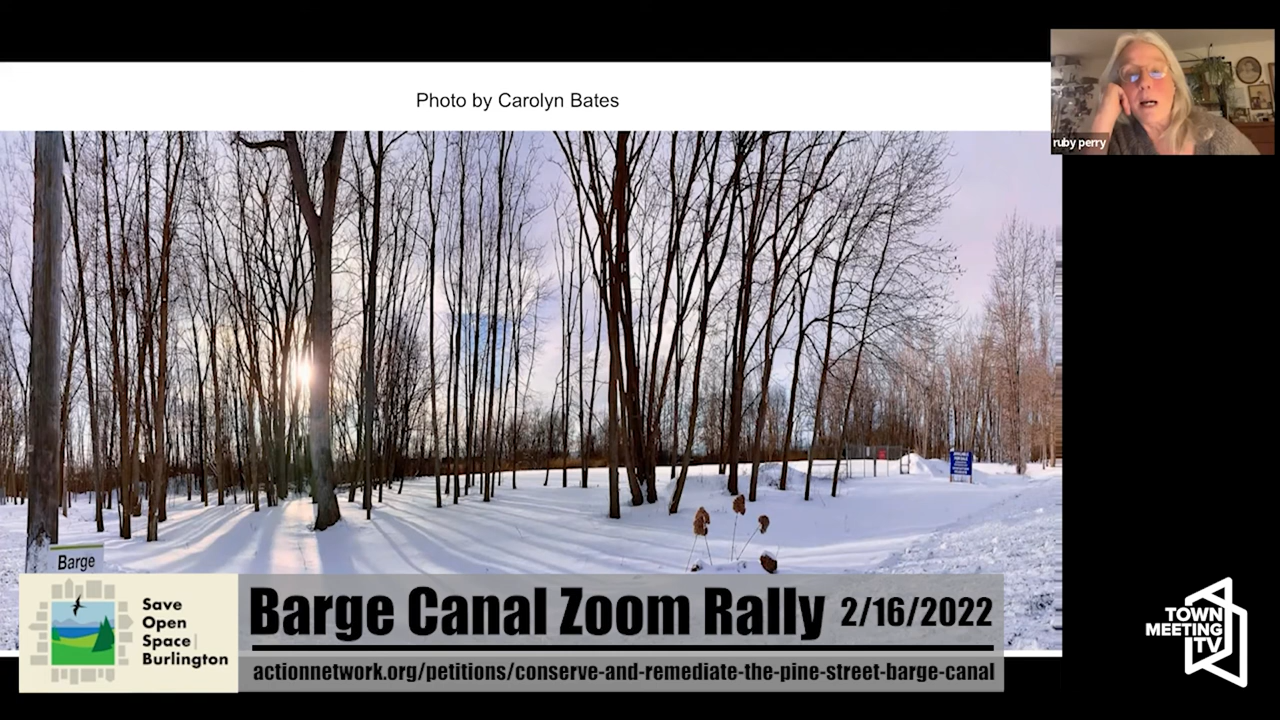 Photo by Carolyn Bates
ruby perry
Barge
Save
Open
Space
Burlington
Barge Canal Zoom Rally 2/16/2022
actionnetwork.org/petitions/conserve-and-remediate-the-pine-street-barge-canal
TOWN
MEETING
TV